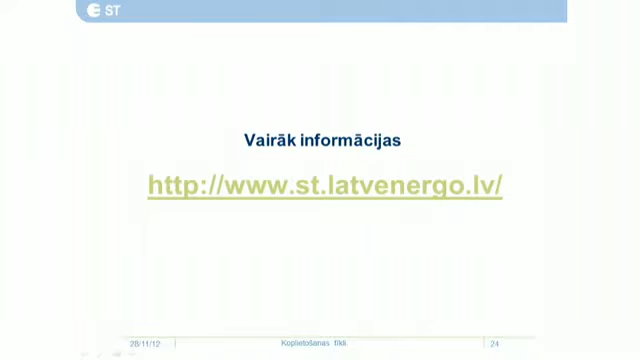 ST
Vairāk informācijas
http://www.st.latvenergo.lv/
28/11/12
Koplietošanas tīkli
24